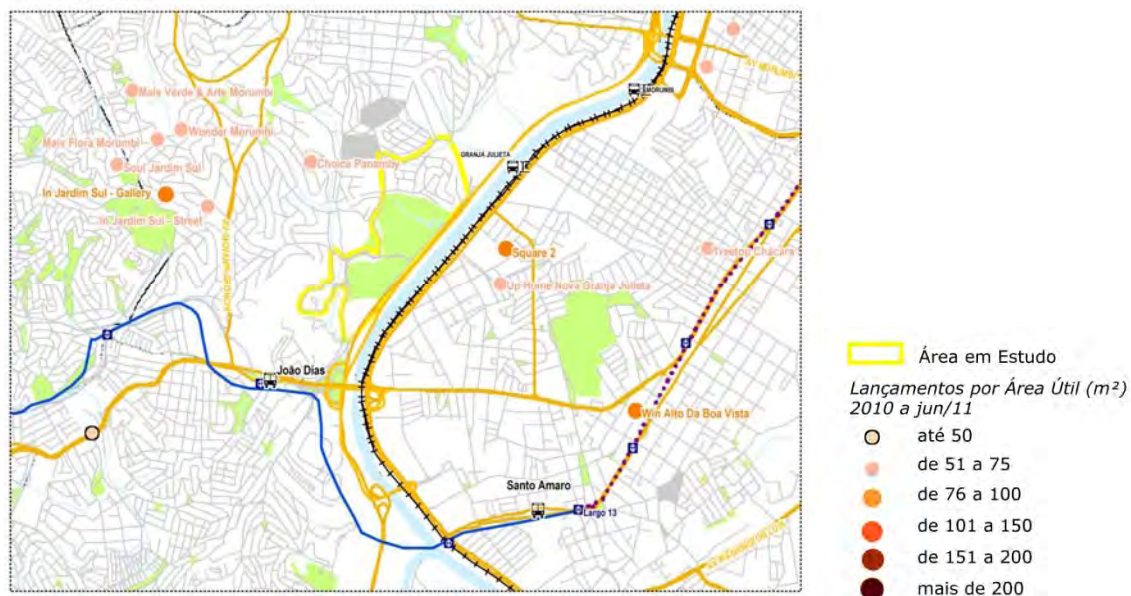 AV MORUMBI
MORUMBI
Mais Verde & Arte Morumbi
Wonder Morumbi
Mais Flora Morumbi
Soul Jardim Sul
Choice Panamby
GRANJA JULIETA
In Jardim Sul - Gallery
In Jardim Sul - Street
Square 2
Treetop Chácara
Up Home Nova Granja Julieta
João Dias
Win Alto Da Boa Vista
Santo Amaro
Largo 13
Área em Estudo
Lançamentos por Área Útil (m²)
2010 a jun/11
até 50
de 51 a 75
de 76 a 100
de 101 a 150
de 151 a 200
mais de 200